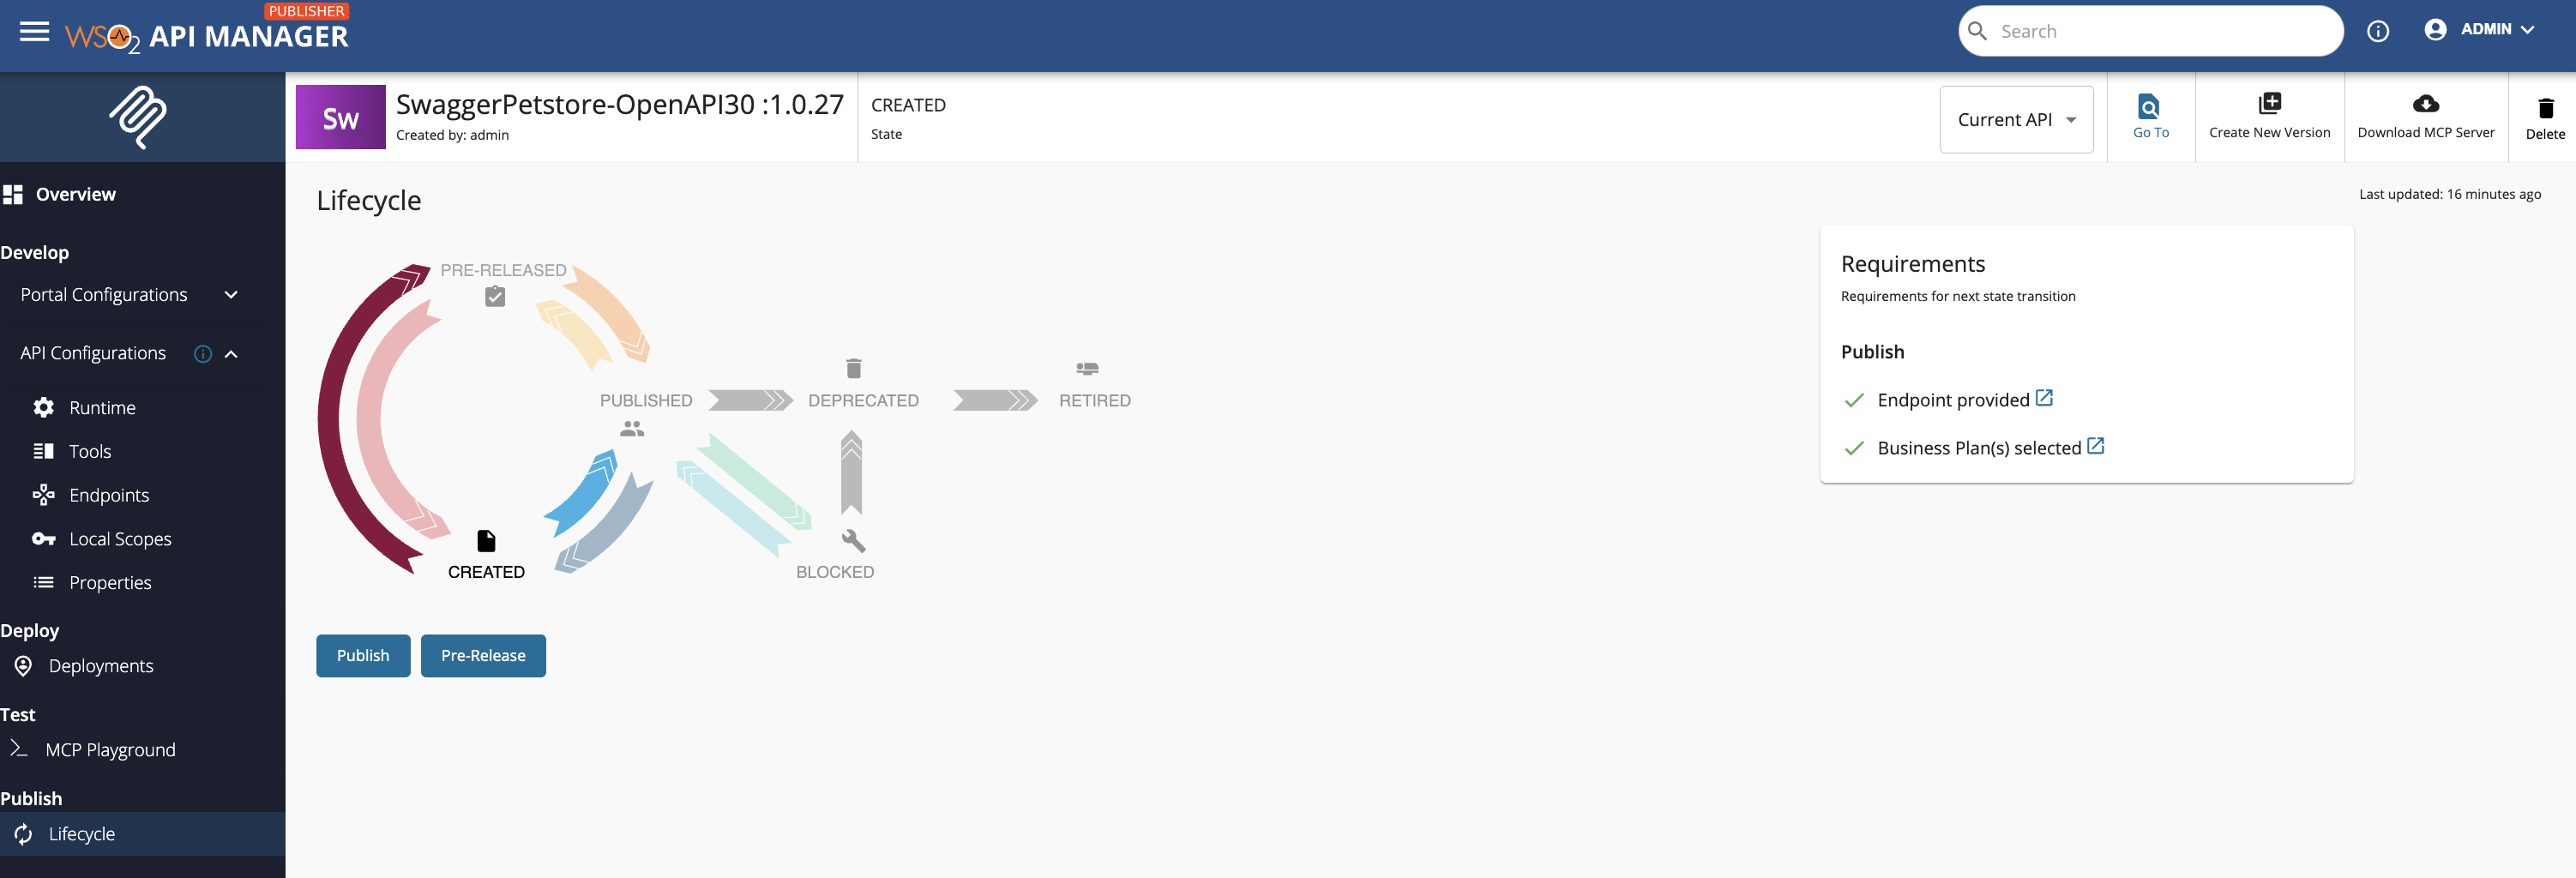 PUBLISHER
WSO2 API MANAGER
Search
ADMIN
Sw
SwaggerPetstore-OpenAPI30 :1.0.27
Created by: admin
CREATED
State
Current API
Go To
Create New Version
Download MCP Server
Delete
Overview
Develop
Portal Configurations
API Configurations
Runtime
Tools
Endpoints
Local Scopes
Properties
Deploy
Deployments
Test
MCP Playground
Publish
Lifecycle
Lifecycle
Last updated: 16 minutes ago
PRE-RELEASED
PUBLISHED
DEPRECATED
RETIRED
CREATED
BLOCKED
Publish
Pre-Release
Requirements
Requirements for next state transition
Publish
Endpoint provided
Business Plan(s) selected